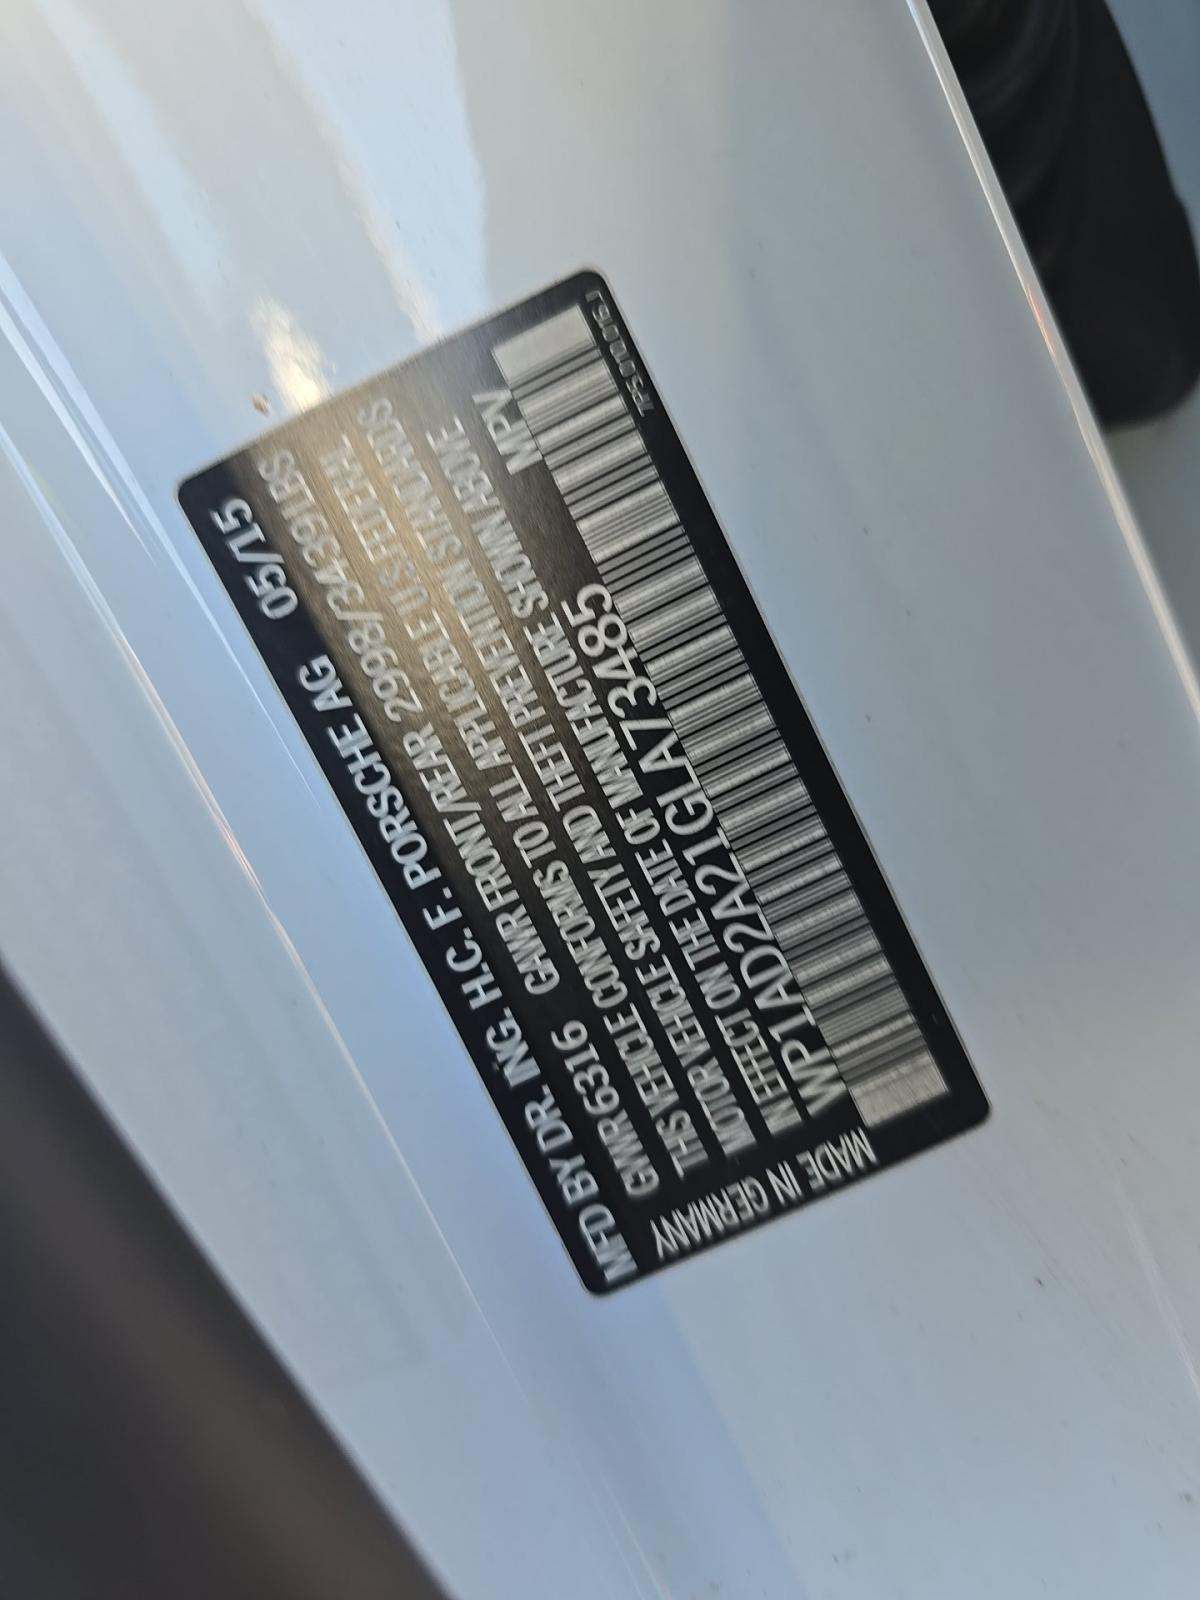 MFD BY DR. ING. H.C. F. PORSCHE AG 05/15
GVWR 6316 GAWR FRONT/REAR 2998/3439 LBS
THIS VEHICLE CONFORMS TO ALL APPLICABLE U.S. FEDERAL
MOTOR VEHICLE SAFETY AND THEFT PREVENTION STANDARDS
IN EFFECT ON THE DATE OF MANUFACTURE SHOWN ABOVE
WP1AD2A21GLA73485 MPV
MADE IN GERMANY